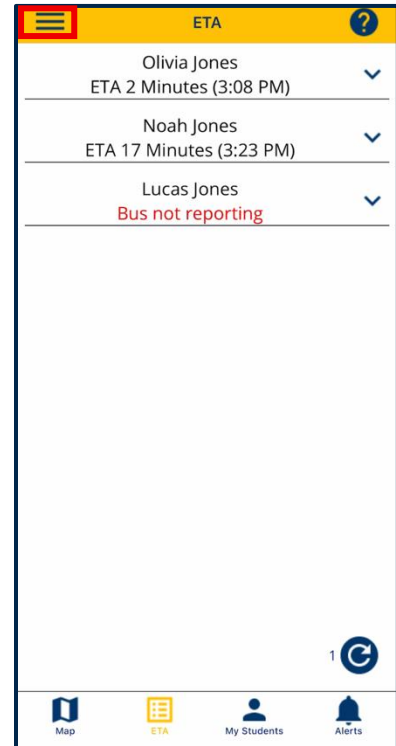 ETA
?
Olivia Jones
ETA 2 Minutes (3:08 PM)
Noah Jones
ETA 17 Minutes (3:23 PM)
Lucas Jones
Bus not reporting
1
Map
ETA
My Students
Alerts